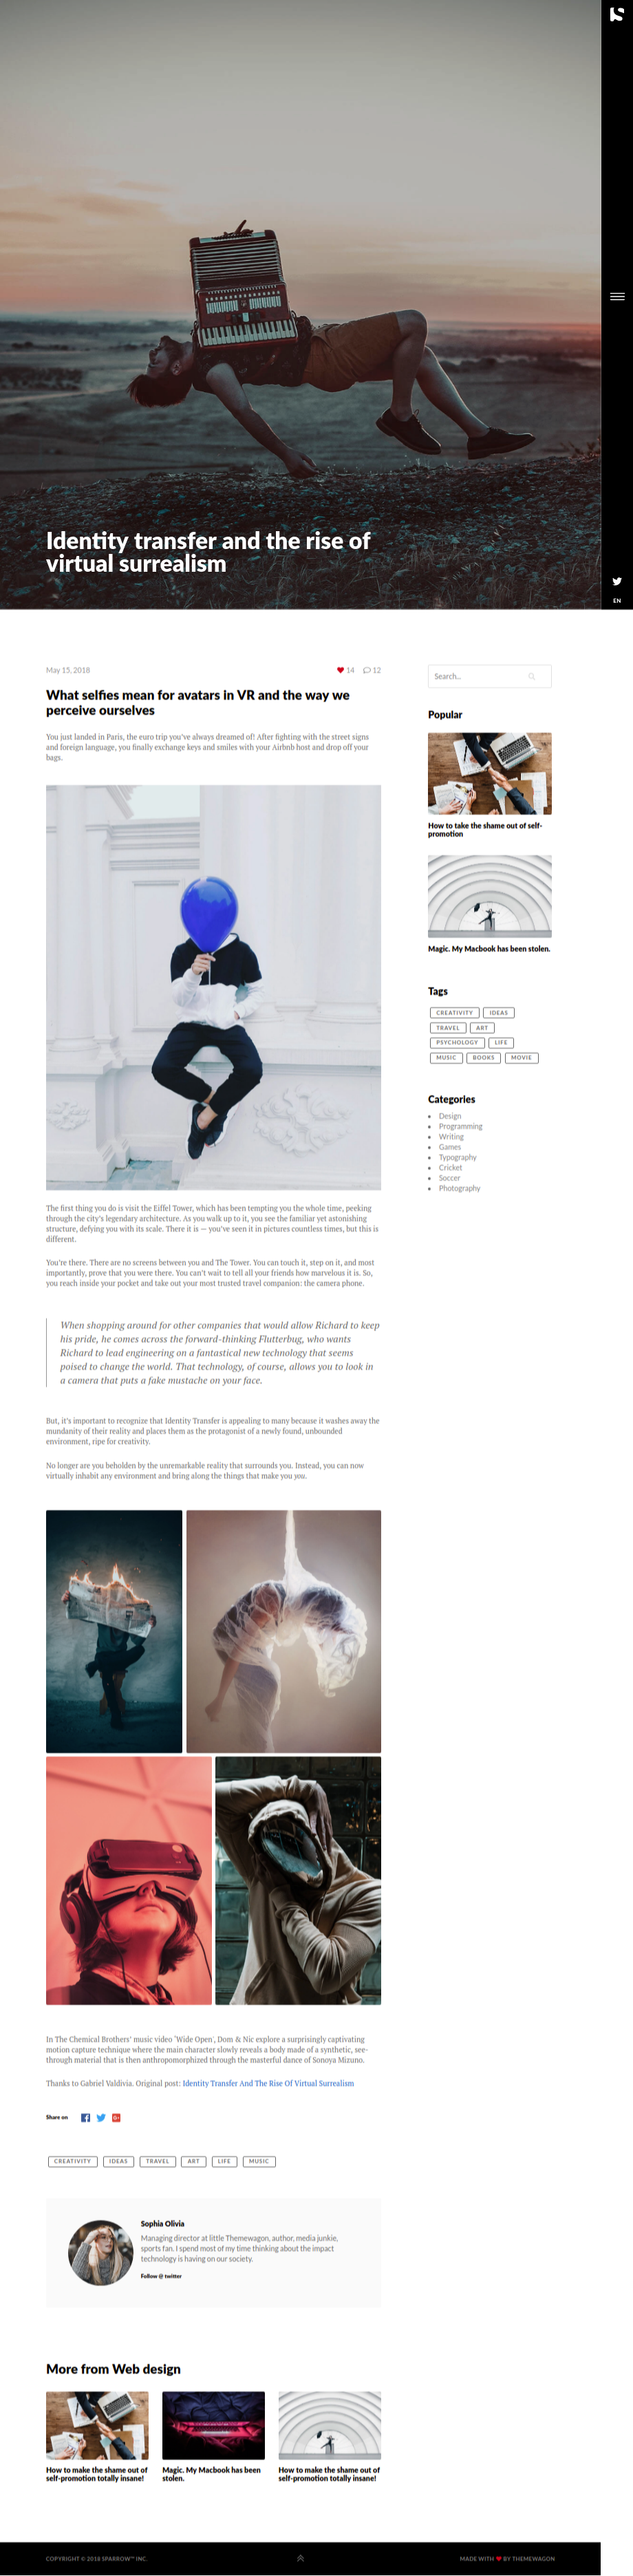 Identity transfer and the rise of
virtual surrealism
EN
May 15, 2018
14
12
What selfies mean for avatars in VR and the way we
perceive ourselves
You just landed in Paris, the euro trip you've always dreamed of! After fighting with the street signs
and foreign language, you finally exchange keys and smiles with your Airbnb host and drop off your
bags.
The first thing you do is visit the Eiffel Tower, which has been tempting you the whole time, peeking
through the city's legendary architecture. As you walk up to it, you see the familiar yet astonishing
structure, defying you with its scale. There it is — you've seen it in pictures countless times, but this is
different.
You're there. There are no screens between you and The Tower. You can touch it, step on it, and most
importantly, prove that you were there. You can't wait to tell all your friends how marvelous it is. So,
you reach inside your pocket and take out your most trusted travel companion: the camera phone.
When shopping around for other companies that would allow Richard to keep
his pride, he comes across the forward-thinking Flutterbug, who wants
Richard to lead engineering on a fantastical new technology that seems
poised to change the world. That technology, of course, allows you to look in
a camera that puts a fake mustache on your face.
But, it's important to recognize that Identity Transfer is appealing to many because it washes away the
mundanity of their reality and places them as the protagonist of a newly found, unbounded
environment, ripe for creativity.
No longer are you beholden by the unremarkable reality that surrounds you. Instead, you can now
virtually inhabit any environment and bring along the things that make you you.
In The Chemical Brothers' music video 'Wide Open', Dom & Nic explore a surprisingly captivating
motion capture technique where the main character slowly reveals a body made of a synthetic, see-
through material that is then anthropomorphized through the masterful dance of Sonoya Mizuno.
Thanks to Gabriel Valdivia. Original post: Identity Transfer And The Rise Of Virtual Surrealism
Share on
CREATIVITY IDEAS TRAVEL ART LIFE MUSIC
Sophia Olivia
Managing director at little Themewagon, author, media junkie,
sports fan. I spend most of my time thinking about the impact
technology is having on our society.
Follow @ twitter
More from Web design
How to make the shame out of
self-promotion totally insane!
Magic. My Macbook has been
stolen.
How to make the shame out of
self-promotion totally insane!
Search...
Popular
How to take the shame out of self-
promotion
Magic. My Macbook has been stolen.
Tags
CREATIVITY IDEAS
TRAVEL ART
PSYCHOLOGY LIFE
MUSIC BOOKS MOVIE
Categories
Design
Programming
Writing
Games
Typography
Cricket
Soccer
Photography
COPYRIGHT © 2018 SPARROW™ INC.
MADE WITH ❤ BY THEMEWAGON